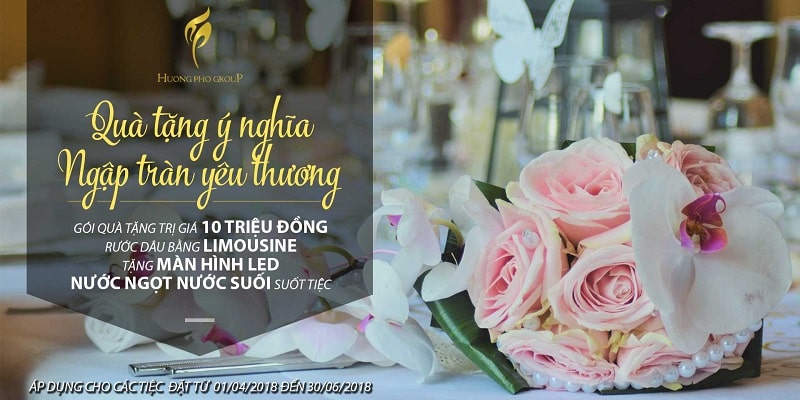 HUONG PHO GROUP
Quà tặng ý nghĩa
Ngập tràn yêu thương
GÓI QUÀ TẶNG TRỊ GIÁ 10 TRIỆU ĐỒNG
RƯỚC DÂU BẰNG LIMOUSINE
TẶNG MÀN HÌNH LED
NƯỚC NGỌT NƯỚC SUỐI SUỐT TIỆC
ÁP DỤNG CHO CÁC TIỆC ĐẶT TỪ 01/04/2018 ĐẾN 30/06/2018